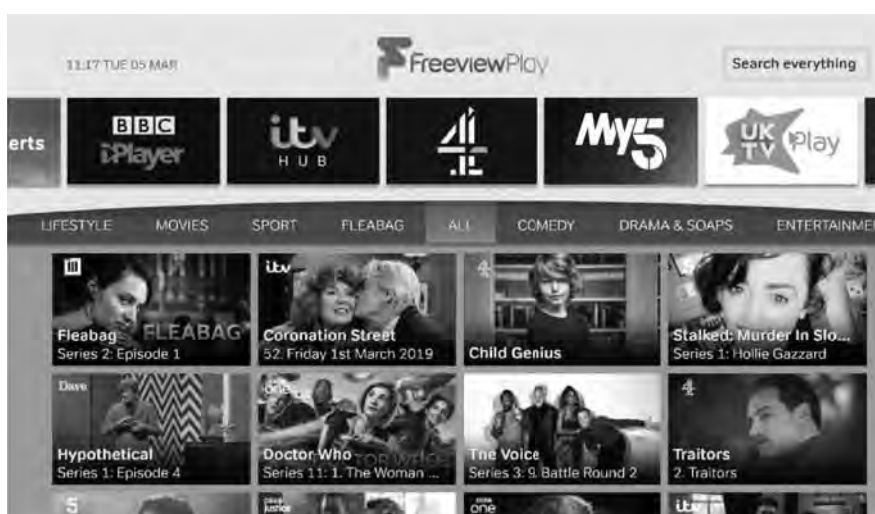 11:17 TUE 05 MAR
FreeviewPlay
Search everything
erts
BBC
iPlayer
itv
HUB
4
My5
UK
TV Play
LIFESTYLE MOVIES SPORT FLEABAG ALL COMEDY DRAMA & SOAPS ENTERTAINME
itv
4
FLEABAG
Fleabag
Series 2: Episode 1
Coronation Street
52. Friday 1st March 2019
Child Genius
Stalked: Murder In Slo...
Series 1: Hollie Gazzard
Dave
one
4
Hypothetical
Series 1: Episode 4
Doctor Who
Series 11: 1. The Woman ...
The Voice
Series 3: 9. Battle Round 2
Traitors
2. Traitors
5
justice
one
itv